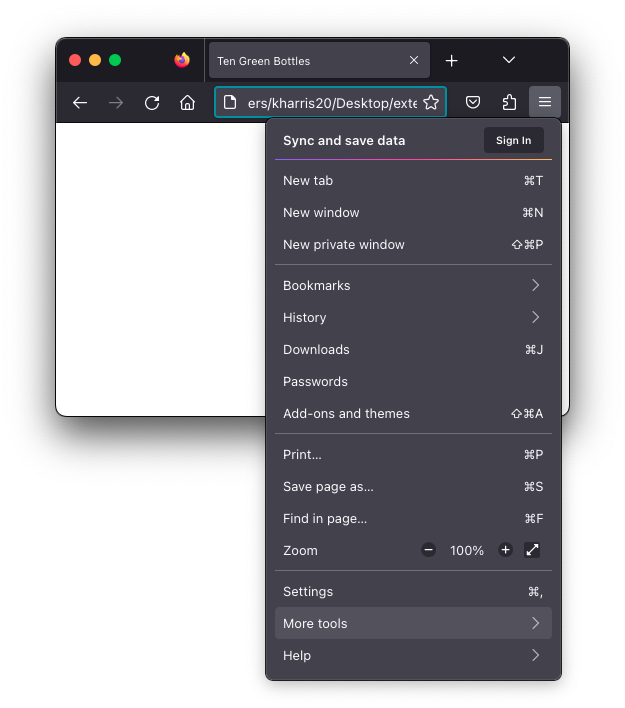 Ten Green Bottles
ers/kharris20/Desktop/exte
Sync and save data Sign In
New tab ⌘T
New window ⌘N
New private window ⇧⌘P
Bookmarks
History
Downloads ⌘J
Passwords
Add-ons and themes ⇧⌘A
Print... ⌘P
Save page as... ⌘S
Find in page... ⌘F
Zoom 100%
Settings ⌘,
More tools
Help